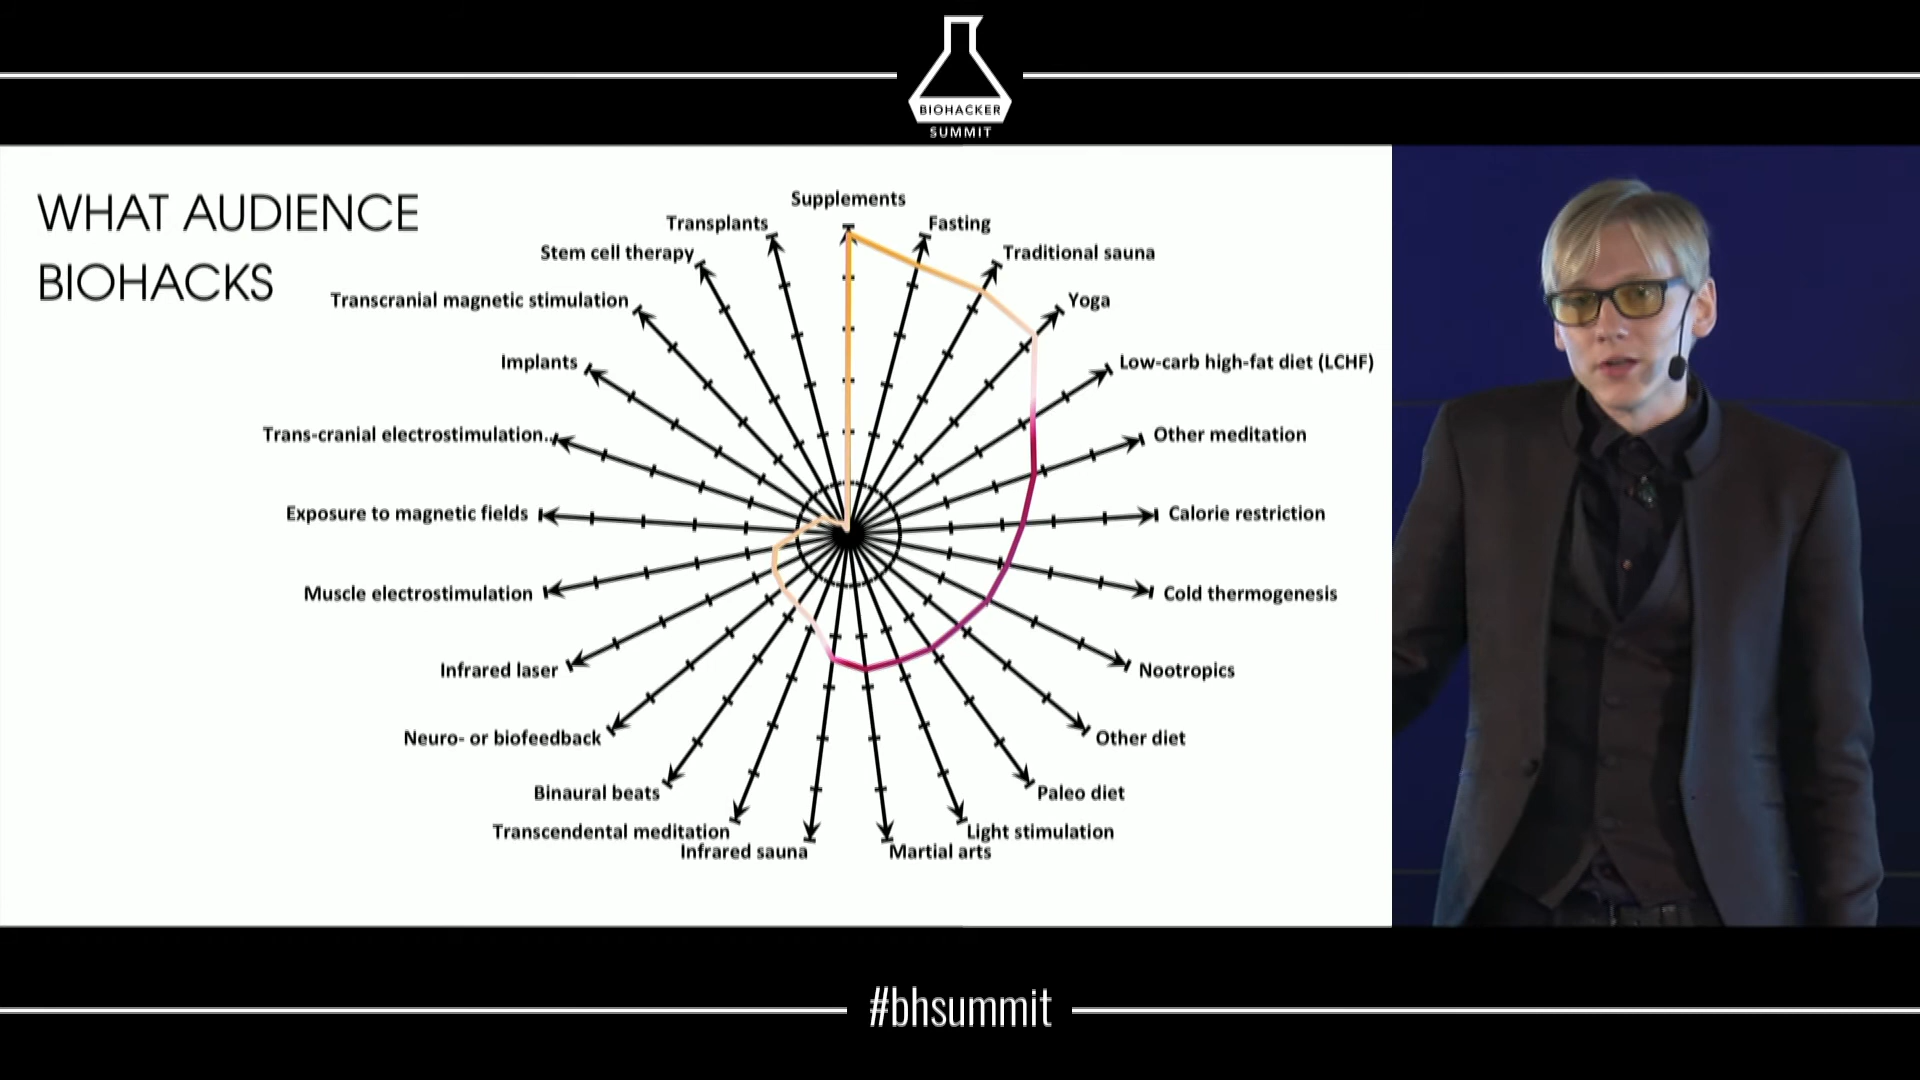 BIOHACKER
SUMMIT
WHAT AUDIENCE
BIOHACKS
Supplements
Fasting
Traditional sauna
Yoga
Low-carb high-fat diet (LCHF)
Other meditation
Calorie restriction
Cold thermogenesis
Nootropics
Other diet
Paleo diet
Light stimulation
Martial arts
Infrared sauna
Transcendental meditation
Binaural beats
Neuro- or biofeedback
Infrared laser
Muscle electrostimulation
Exposure to magnetic fields
Trans-cranial electrostimulation..
Implants
Transcranial magnetic stimulation
Stem cell therapy
Transplants
#bhsummit